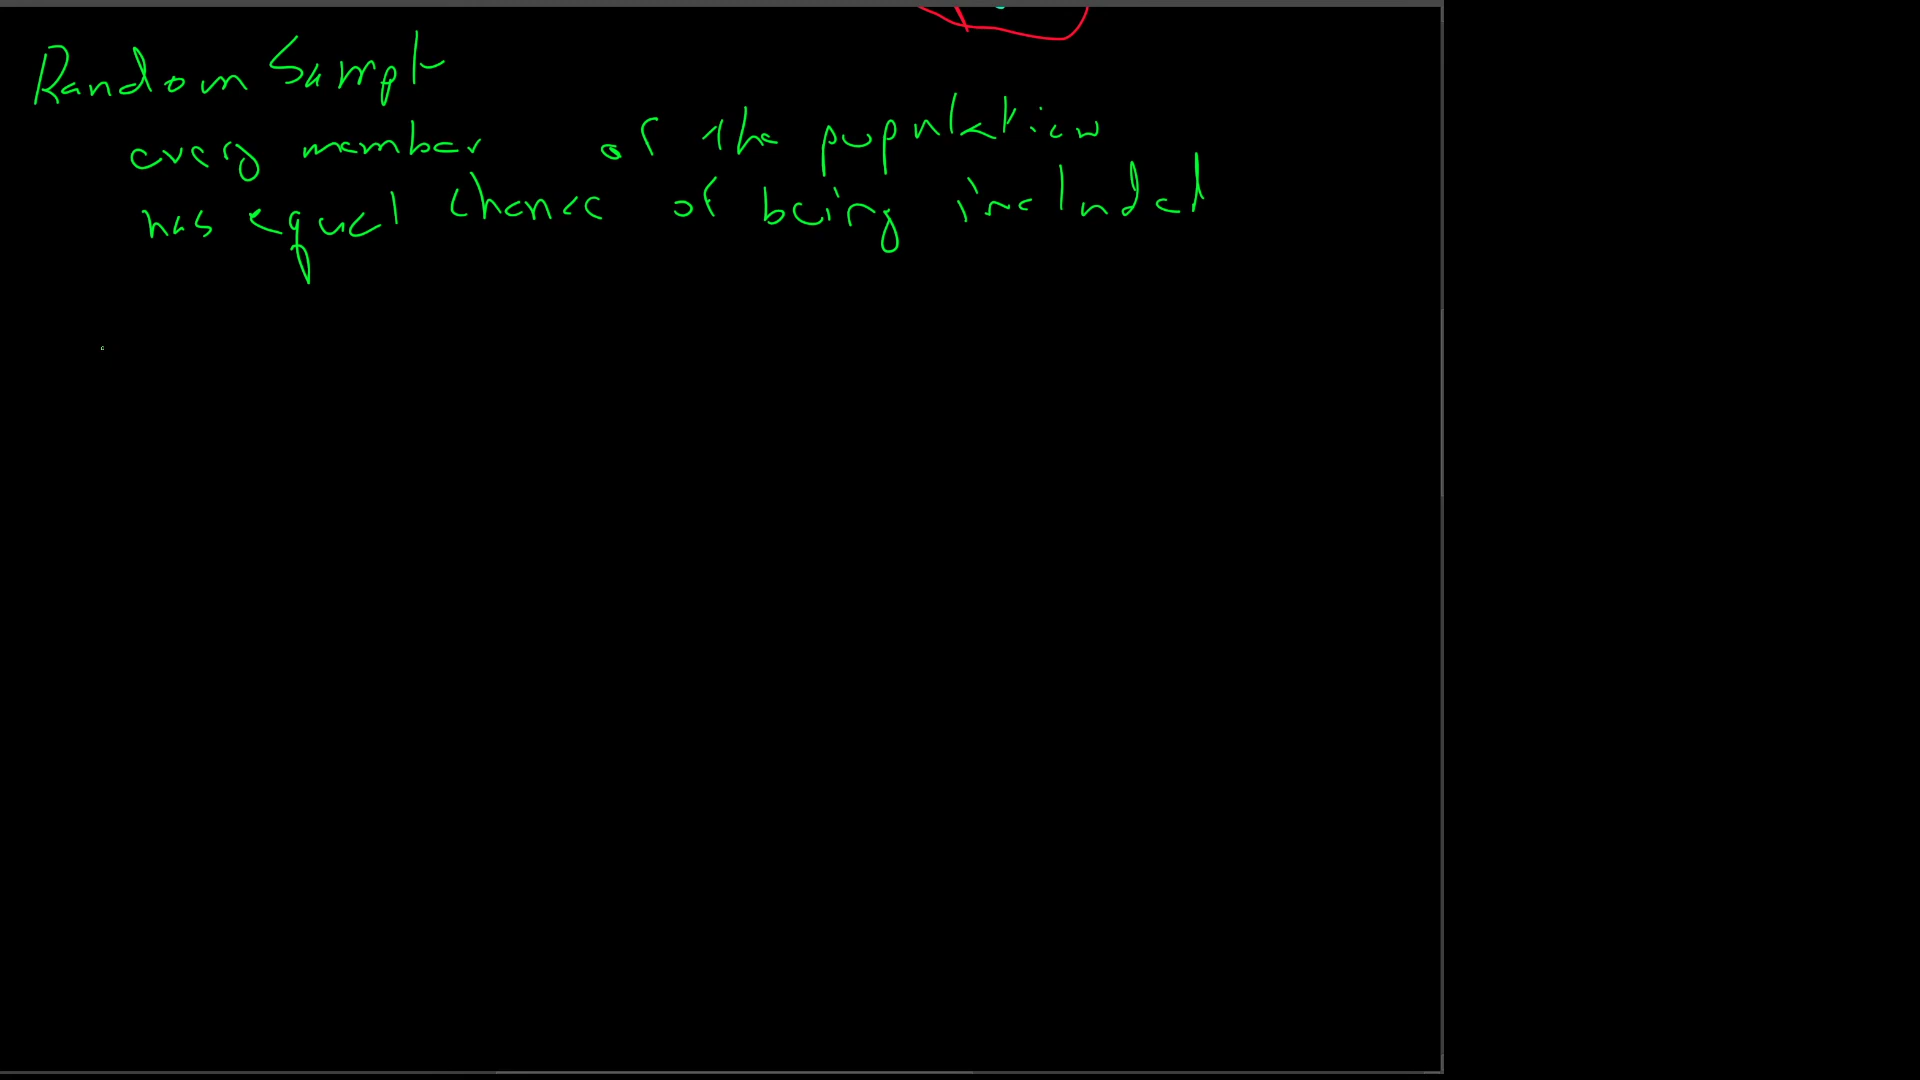 Random Sample
every member of the population
has equal chance of being included